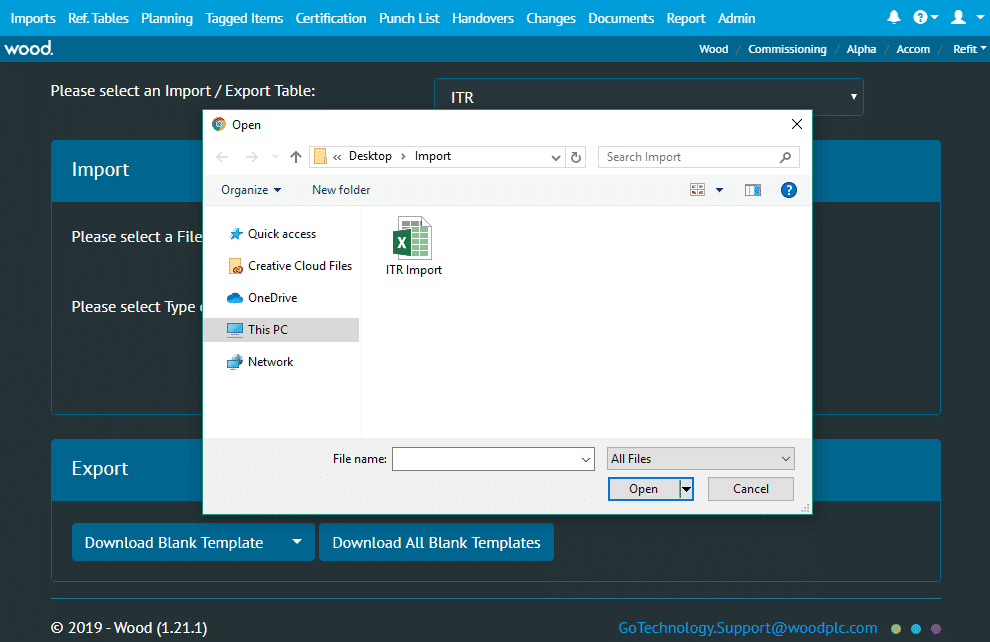 Imports Ref. Tables Planning Tagged Items Certification Punch List Handovers Changes Documents Report Admin
wood. Wood / Commissioning / Alpha / Accom / Refit
Please select an Import / Export Table: ITR
Open
« Desktop > Import Search Import
Organize New folder
Import
Please select a File
Please select Type
Quick access
Creative Cloud Files
OneDrive
This PC
Network
ITR Import
File name: All Files
Open Cancel
Export
Download Blank Template Download All Blank Templates
© 2019 - Wood (1.21.1) GoTechnology.Support@woodplc.com